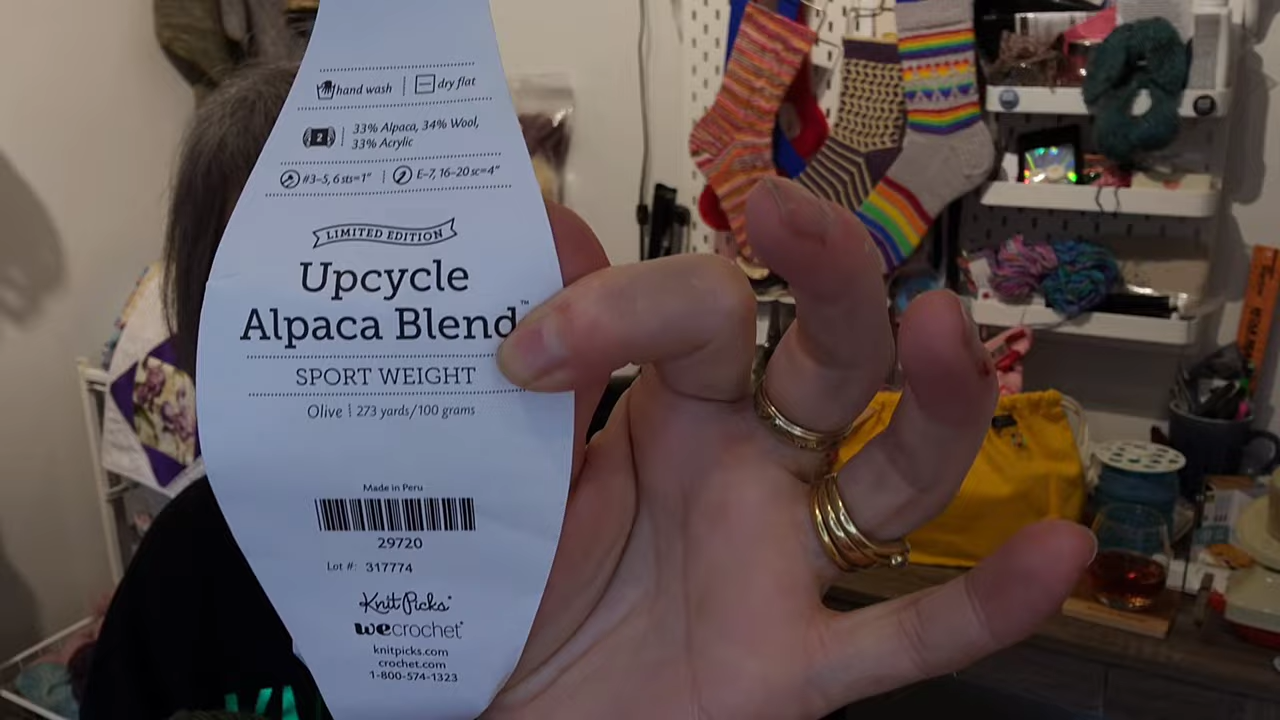 hand wash | dry flat
2 | 33% Alpaca, 34% Wool,
33% Acrylic
#3-5, 6 sts=1" | E-7, 16-20 sc=4"
LIMITED EDITION
Upcycle
Alpaca Blend™
SPORT WEIGHT
Olive | 273 yards/100 grams
Made in Peru
29720
Lot #: 317774
Knit Picks®
wecrochet®
knitpicks.com
crochet.com
1-800-574-1323